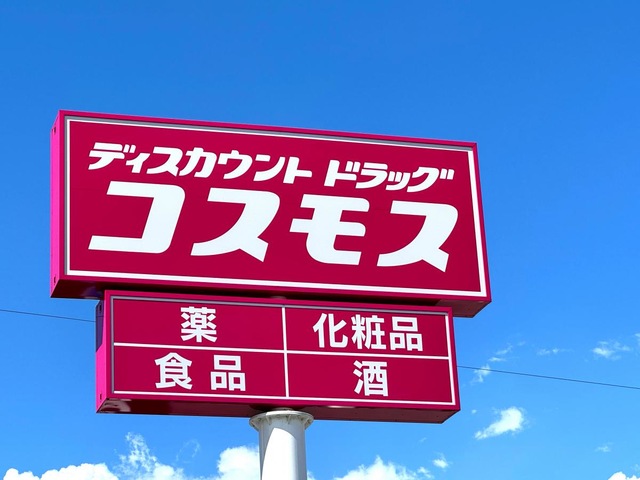 ディスカウント ドラッグ
コスモス
薬 化粧品
食品 酒